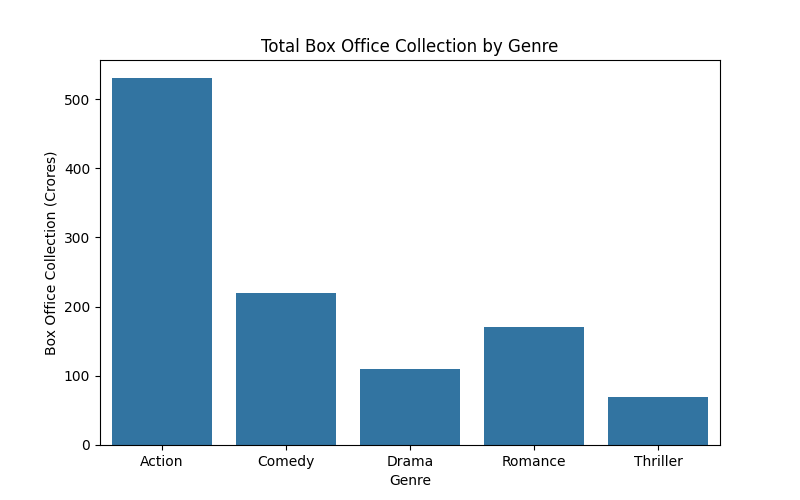 Total Box Office Collection by Genre
Box Office Collection (Crores)
500
400
300
200
100
0
Action Comedy Drama Romance Thriller
Genre